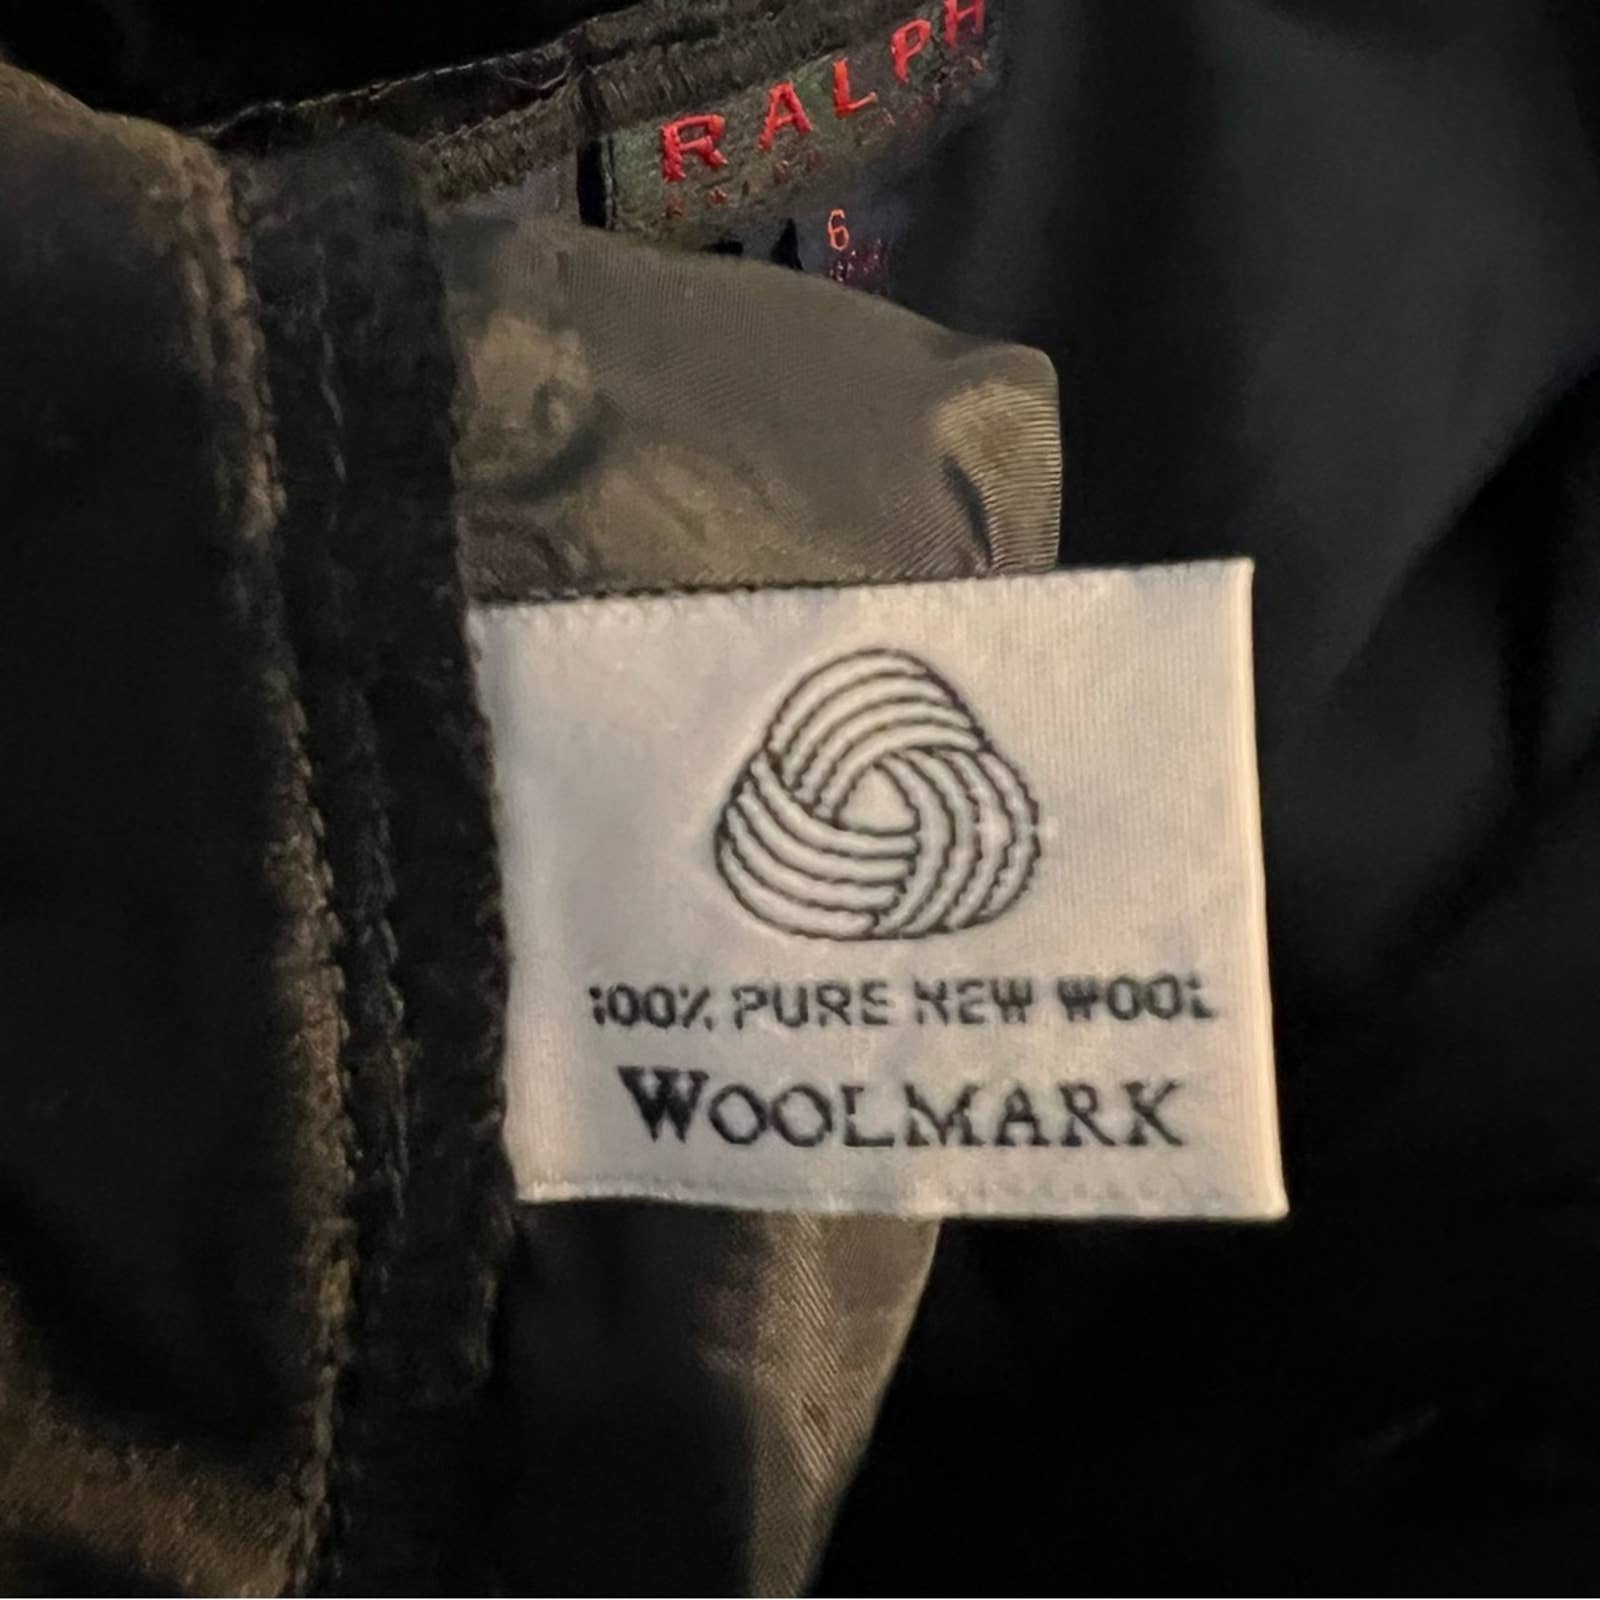 RALPH
6
100% PURE NEW WOOL
WOOLMARK